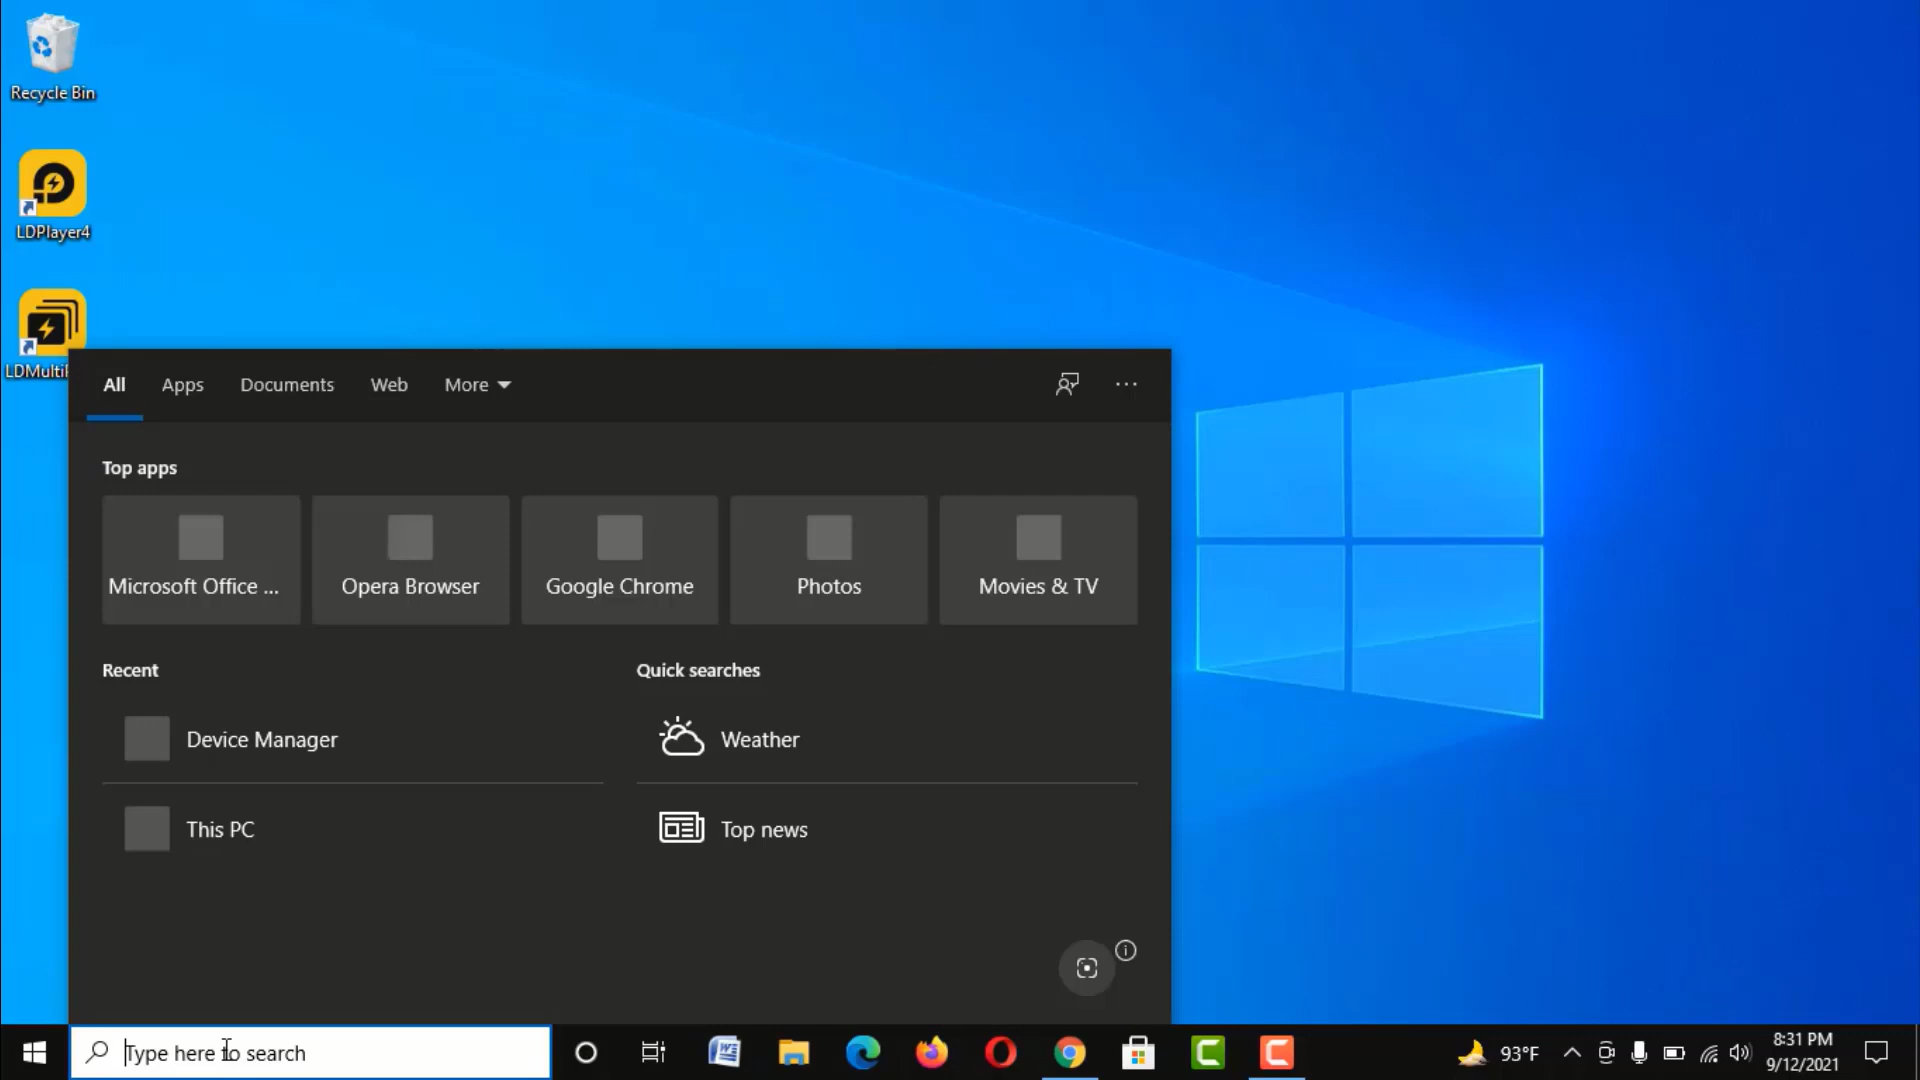 Recycle Bin
LDPlayer4
LDMultiP
All Apps Documents Web More
Top apps
Microsoft Office ... Opera Browser Google Chrome Photos Movies & TV
Recent Quick searches
Device Manager Weather
This PC Top news
Type here to search
93°F
8:31 PM
9/12/2021